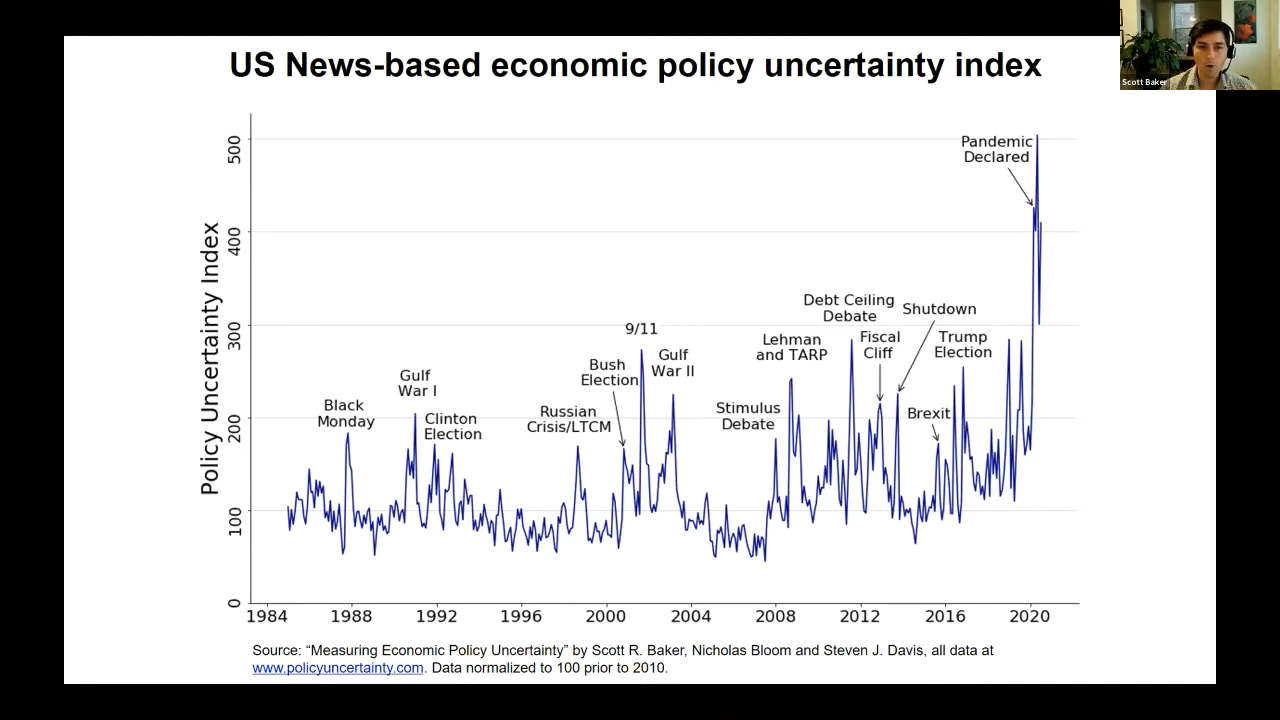 US News-based economic policy uncertainty index
Scott Baker
Policy Uncertainty Index
500
400
300
200
100
0
Black
Monday
Gulf
War I
Clinton
Election
Russian
Crisis/LTCM
Bush
Election
9/11
Gulf
War II
Stimulus
Debate
Lehman
and TARP
Debt Ceiling
Debate
Fiscal
Cliff
Shutdown
Brexit
Trump
Election
Pandemic
Declared
1984 1988 1992 1996 2000 2004 2008 2012 2016 2020
Source: “Measuring Economic Policy Uncertainty” by Scott R. Baker, Nicholas Bloom and Steven J. Davis, all data at
www.policyuncertainty.com. Data normalized to 100 prior to 2010.